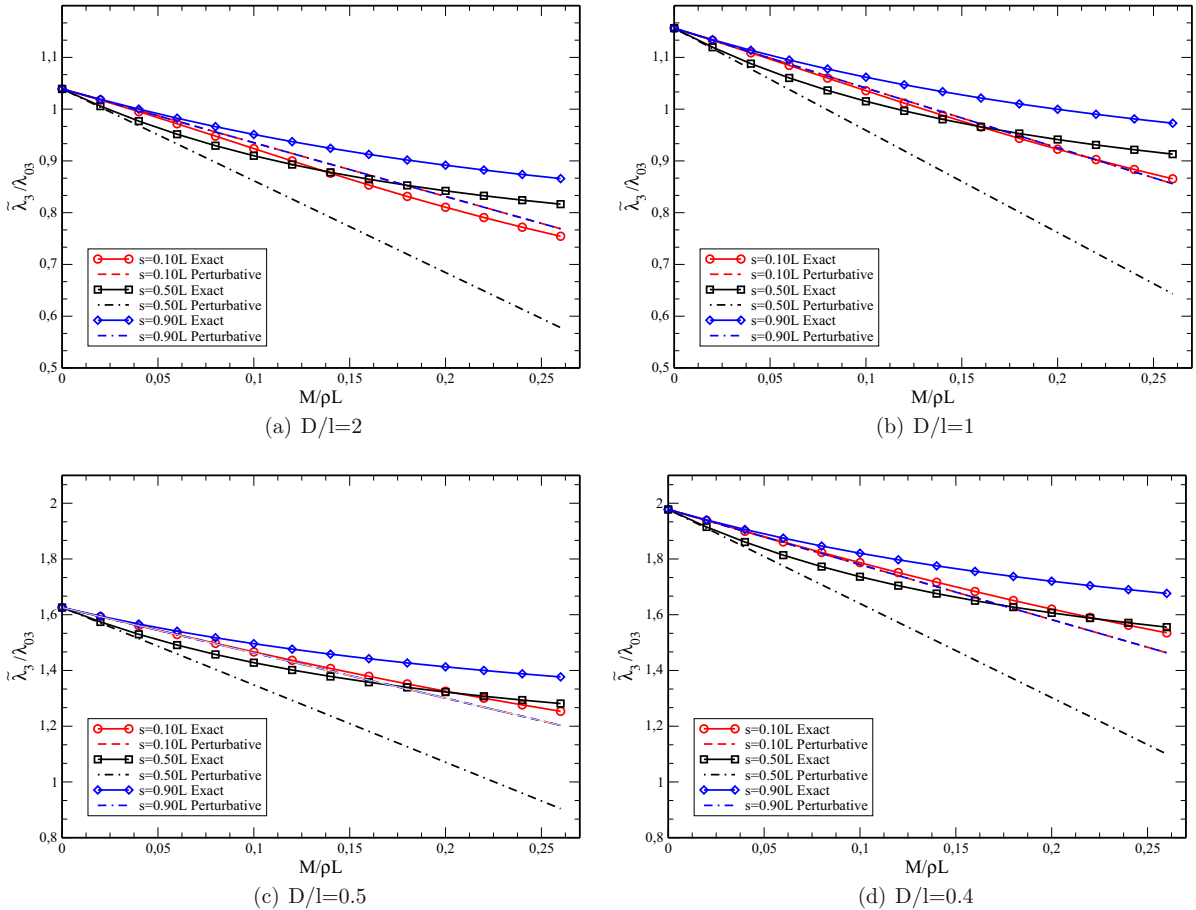 1,1
1
0,9
0,8
0,7
0,6
0,5
λ̃₃/λ₀₃
s=0.10L Exact
s=0.10L Perturbative
s=0.50L Exact
s=0.50L Perturbative
s=0.90L Exact
s=0.90L Perturbative
0 0,05 0,1 0,15 0,2 0,25
M/ρL
(a) D/l=2
1,1
1
0,9
0,8
0,7
0,6
0,5
λ̃₃/λ₀₃
s=0.10L Exact
s=0.10L Perturbative
s=0.50L Exact
s=0.50L Perturbative
s=0.90L Exact
s=0.90L Perturbative
0 0,05 0,1 0,15 0,2 0,25
M/ρL
(b) D/l=1
2
1,8
1,6
1,4
1,2
1
0,8
λ̃₃/λ₀₃
s=0.10L Exact
s=0.10L Perturbative
s=0.50L Exact
s=0.50L Perturbative
s=0.90L Exact
s=0.90L Perturbative
0 0,05 0,1 0,15 0,2 0,25
M/ρL
(c) D/l=0.5
2
1,8
1,6
1,4
1,2
1
0,8
λ̃₃/λ₀₃
s=0.10L Exact
s=0.10L Perturbative
s=0.50L Exact
s=0.50L Perturbative
s=0.90L Exact
s=0.90L Perturbative
0 0,05 0,1 0,15 0,2 0,25
M/ρL
(d) D/l=0.4